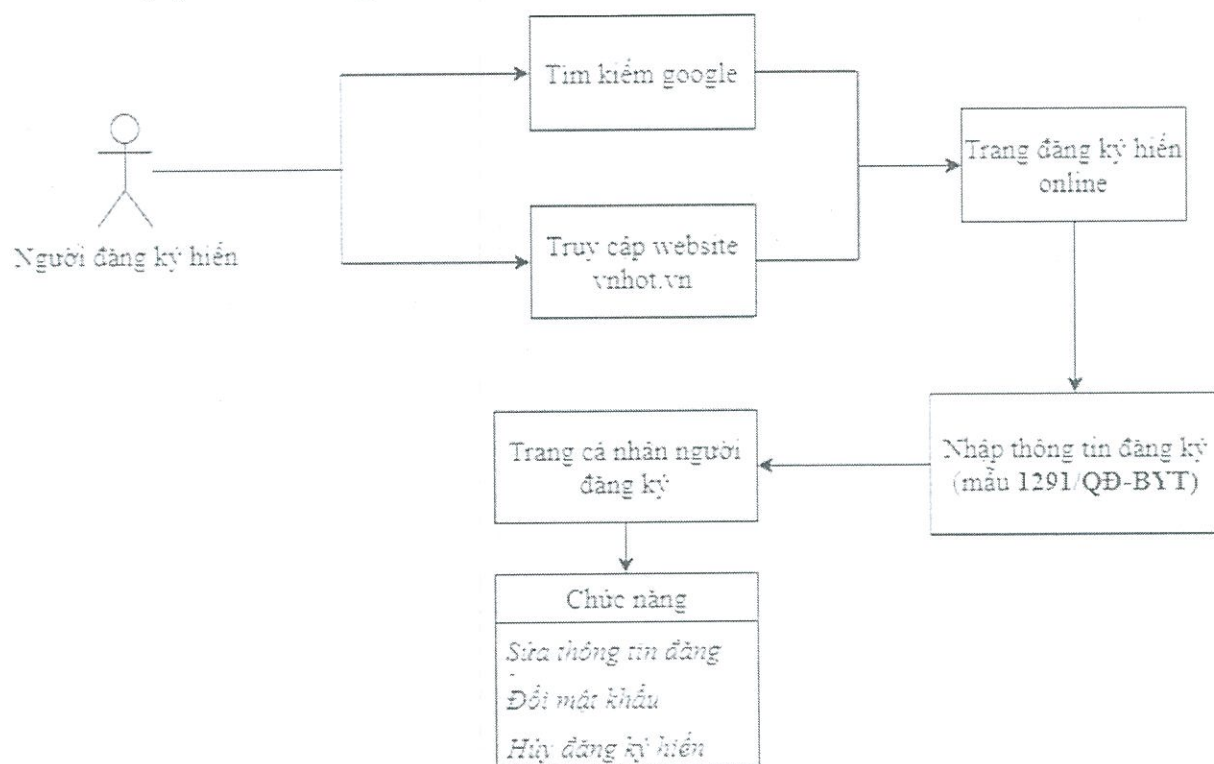 Tìm kiếm google
Trang đăng ký hiến
online
Người đăng ký hiến
Truy cập website
vnhot.vn
Nhập thông tin đăng ký
(mẫu 1291/QĐ-BYT)
Trang cá nhân người
đăng ký
Chức năng
Sửa thông tin đăng
Đổi mật khẩu
Hủy đăng ký hiến